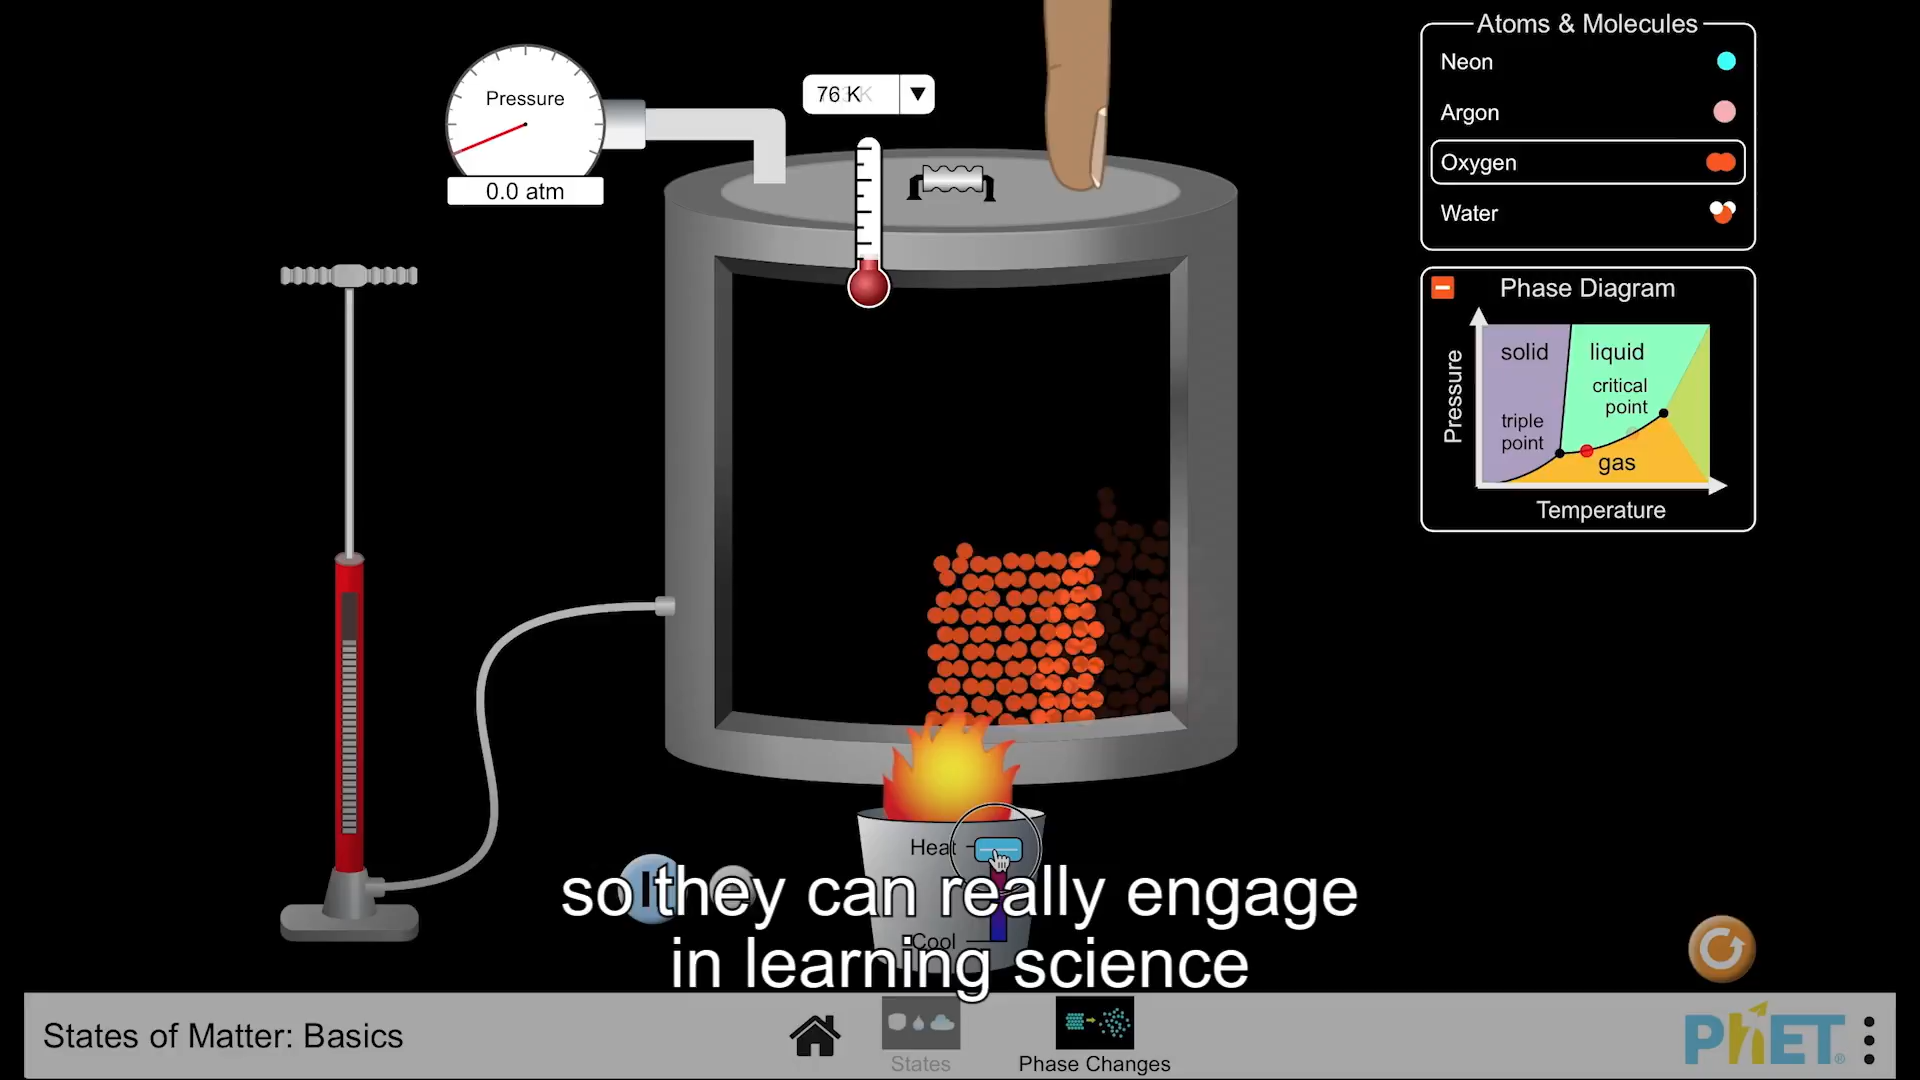 Pressure
0.0 atm
76 K
Atoms & Molecules
Neon
Argon
Oxygen
Water
Phase Diagram
solid
liquid
critical
point
triple
point
gas
Pressure
Temperature
Heat
Cool
so they can really engage
in learning science
States of Matter: Basics
States
Phase Changes
PhET®